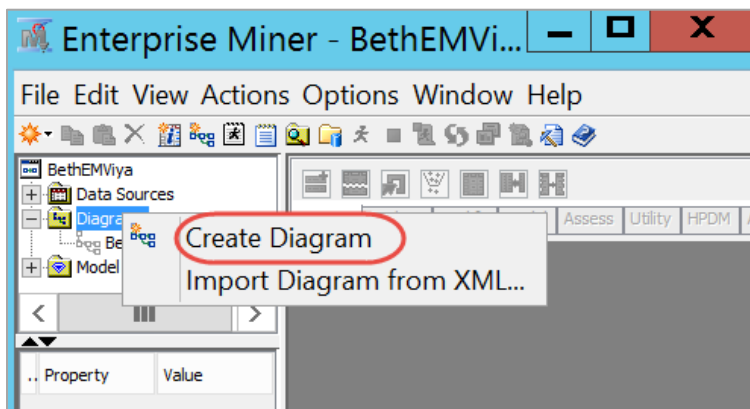 Enterprise Miner - BethEMVi...
File Edit View Actions Options Window Help
BethEMViya
Data Sources
Assess Utility HPDM
Create Diagram
Import Diagram from XML...
Model
.. Property Value